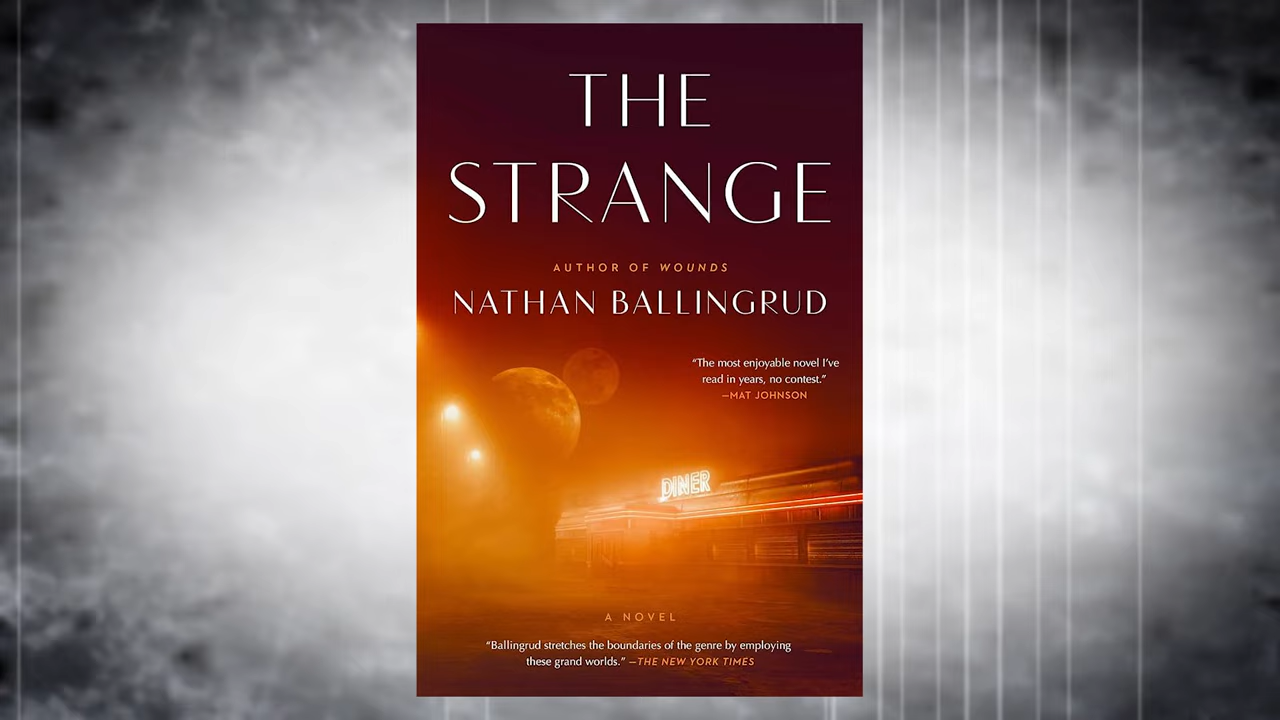 THE
STRANGE
AUTHOR OF WOUNDS
NATHAN BALLINGRUD
“The most enjoyable novel I’ve
read in years, no contest.”
—MAT JOHNSON
DINER
A NOVEL
“Ballingrud stretches the boundaries of the genre by employing
these grand worlds.” —THE NEW YORK TIMES